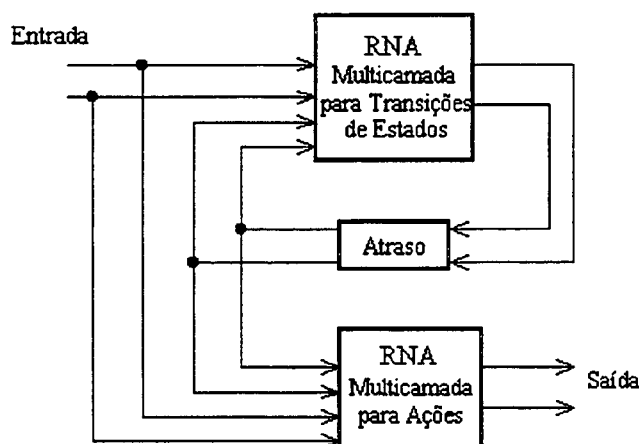 Entrada
RNA
Multicamada
para Transições
de Estados
Atraso
RNA
Multicamada
para Ações
Saída